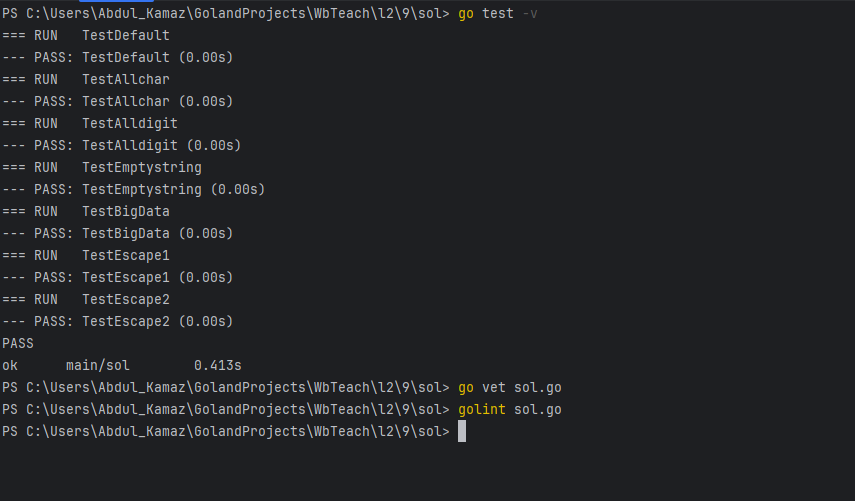 PS C:\Users\Abdul_Kamaz\GolandProjects\WbTeach\l2\9\sol> go test -v
=== RUN   TestDefault
--- PASS: TestDefault (0.00s)
=== RUN   TestAllchar
--- PASS: TestAllchar (0.00s)
=== RUN   TestAlldigit
--- PASS: TestAlldigit (0.00s)
=== RUN   TestEmptystring
--- PASS: TestEmptystring (0.00s)
=== RUN   TestBigData
--- PASS: TestBigData (0.00s)
=== RUN   TestEscape1
--- PASS: TestEscape1 (0.00s)
=== RUN   TestEscape2
--- PASS: TestEscape2 (0.00s)
PASS
ok      main/sol        0.413s
PS C:\Users\Abdul_Kamaz\GolandProjects\WbTeach\l2\9\sol> go vet sol.go
PS C:\Users\Abdul_Kamaz\GolandProjects\WbTeach\l2\9\sol> golint sol.go
PS C:\Users\Abdul_Kamaz\GolandProjects\WbTeach\l2\9\sol>